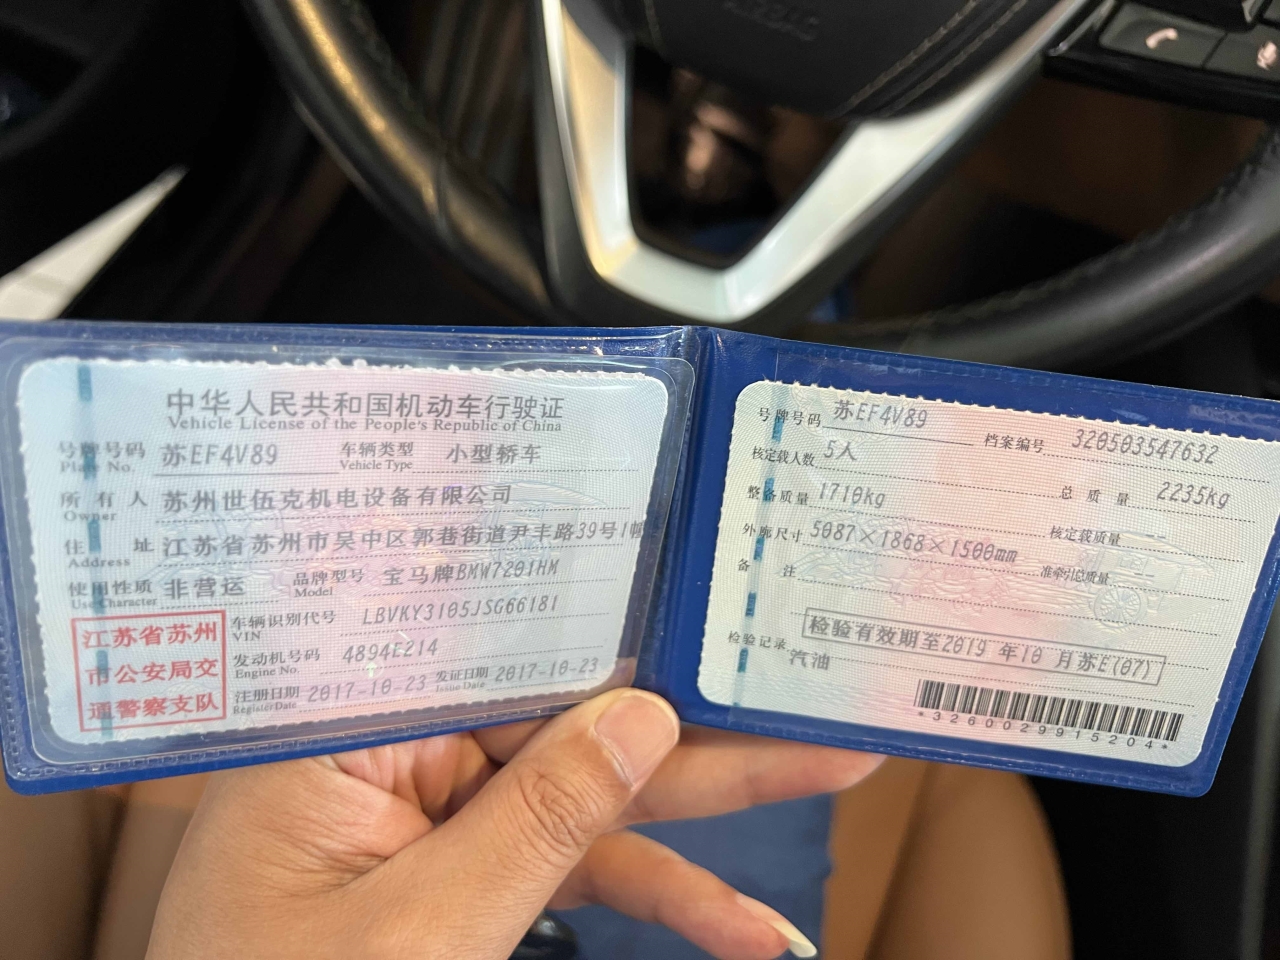 AIRBAG
中华人民共和国机动车行驶证
Vehicle License of the People's Republic of China
号牌号码 苏EF4V89 车辆类型 小型轿车
Plate No. Vehicle Type
所有人 苏州世伍克机电设备有限公司
Owner
住址 江苏省苏州市吴中区郭巷街道尹丰路39号1幢
Address
使用性质 非营运 品牌型号 宝马牌BMW7201HM
Use Character Model
江苏省苏州
市公安局交
通警察支队
车辆识别代号 LBVKY3105JSG66181
VIN
发动机号码 4894E214
Engine No.
注册日期 2017-10-23 发证日期 2017-10-23
Register Date Issue Date
号牌号码 苏EF4V89 档案编号 320503547632
核定载人数 5人 总质量 2235kg
整备质量 1710kg 核定载质量 --
外廓尺寸 5087×1868×1500mm 准牵引总质量 --
备注
检验有效期至2019年10月苏E(07)
检验记录
汽油
*3260029915204*